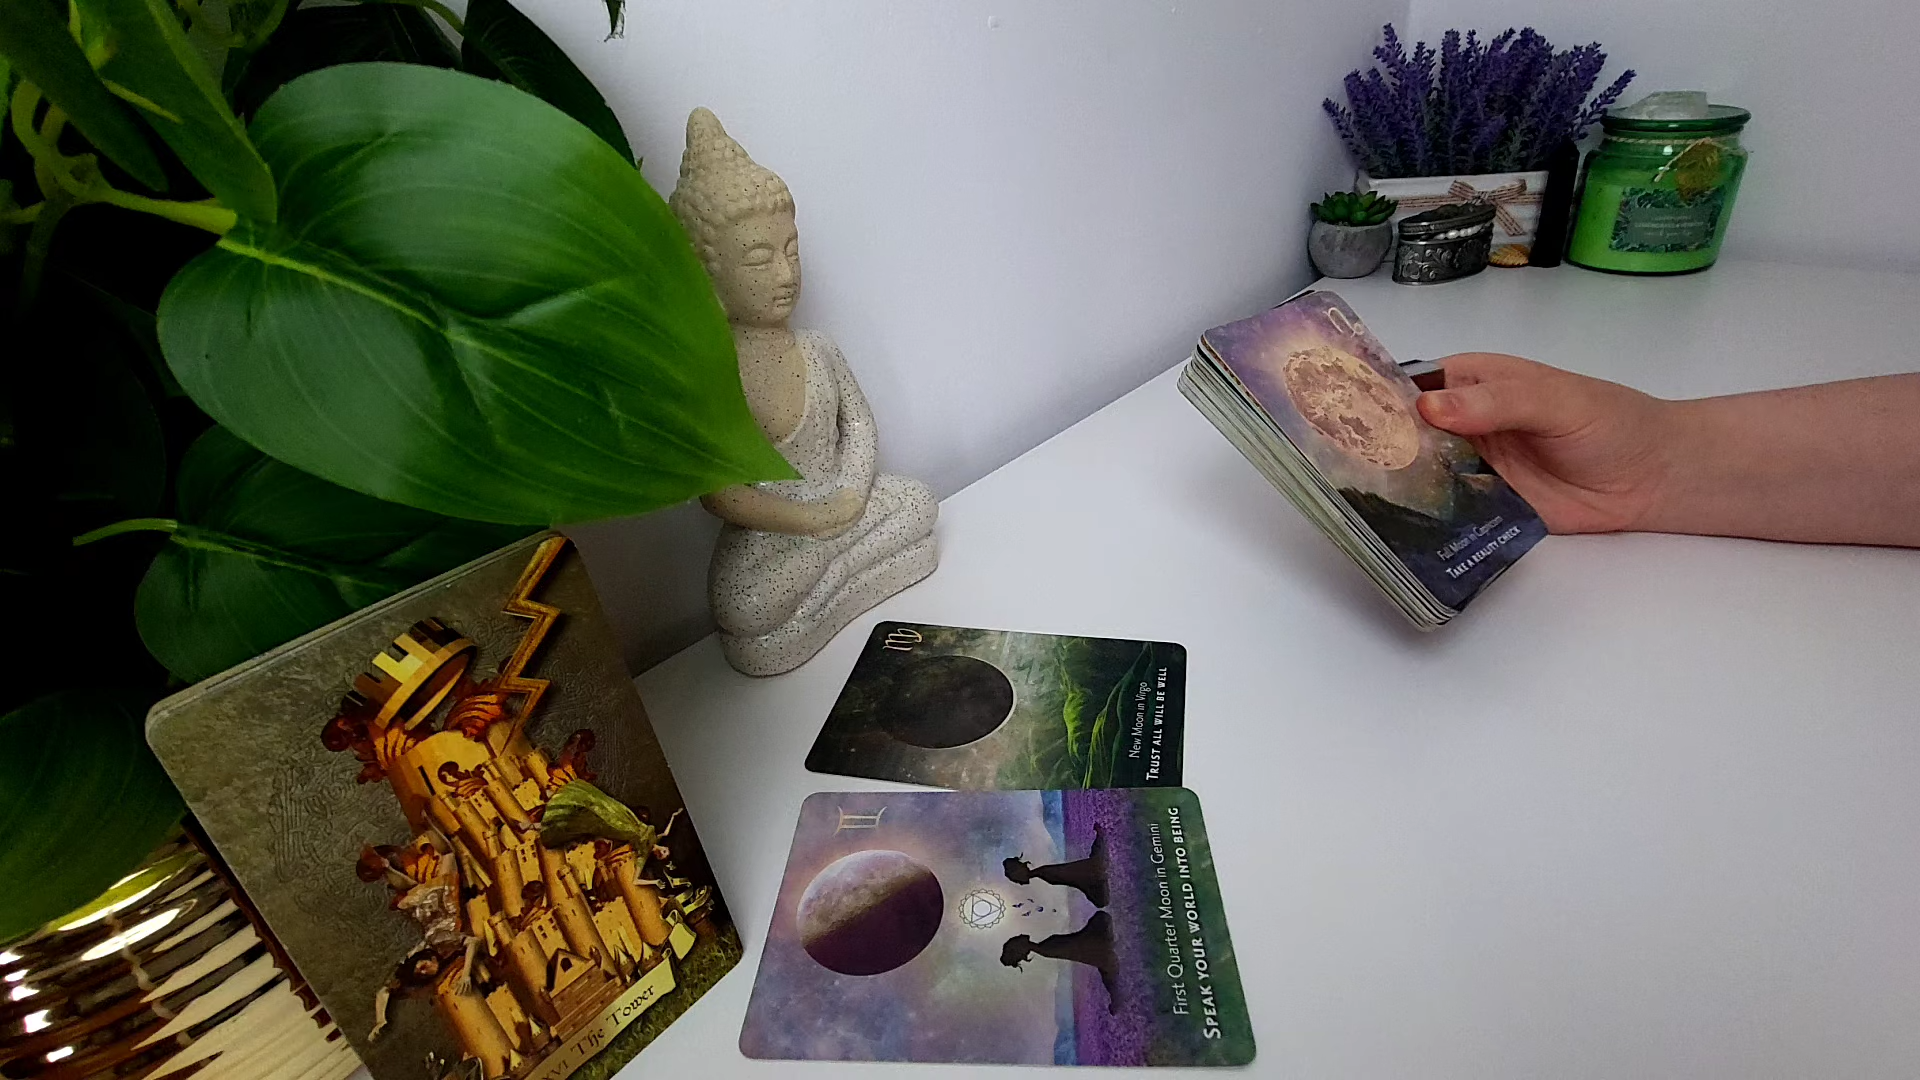 Full Moon in Capricorn
TAKE A REALITY CHECK
New Moon in Virgo
TRUST ALL WILL BE WELL
First Quarter Moon in Gemini
SPEAK YOUR WORLD INTO BEING
XVI The Tower